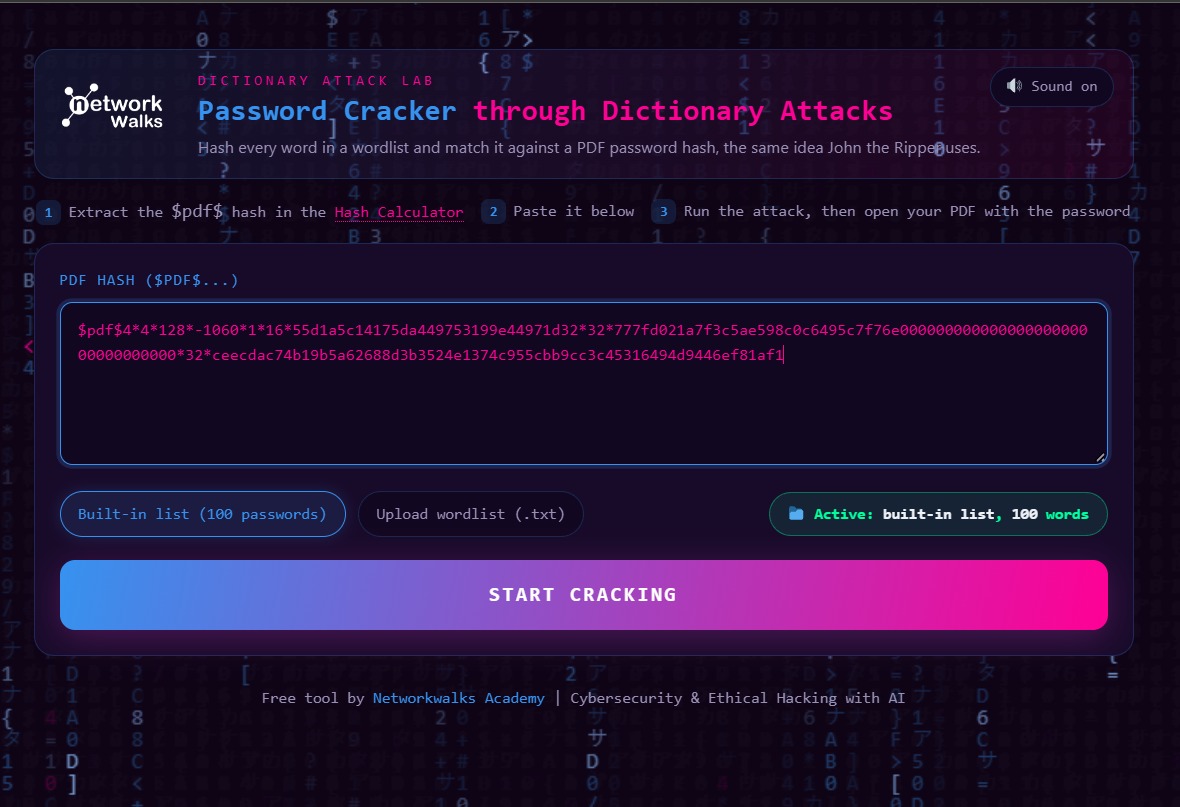 network
walks
DICTIONARY ATTACK LAB
Password Cracker through Dictionary Attacks
Hash every word in a wordlist and match it against a PDF password hash, the same idea John the Ripper uses.
Sound on
1 Extract the $pdf$ hash in the Hash Calculator 2 Paste it below 3 Run the attack, then open your PDF with the password
PDF HASH ($PDF$...)
$pdf$4*4*128*-1060*1*16*55d1a5c14175da449753199e44971d32*32*777fd021a7f3c5ae598c0c6495c7f76e0000000000000000000000
00000000000*32*ceecdac74b19b5a62688d3b3524e1374c955cbb9cc3c45316494d9446ef81af1
Built-in list (100 passwords)
Upload wordlist (.txt)
Active: built-in list, 100 words
START CRACKING
Free tool by Networkwalks Academy | Cybersecurity & Ethical Hacking with AI